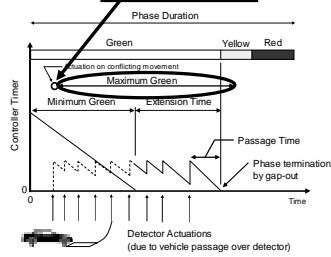 Phase Duration
Green
Yellow
Red
Actuation on conflicting movement
Maximum Green
Minimum Green
Extension Time
Controller Timer
Passage Time
Phase termination
by gap-out
0
0
Time
Detector Actuations
(due to vehicle passage over detector)